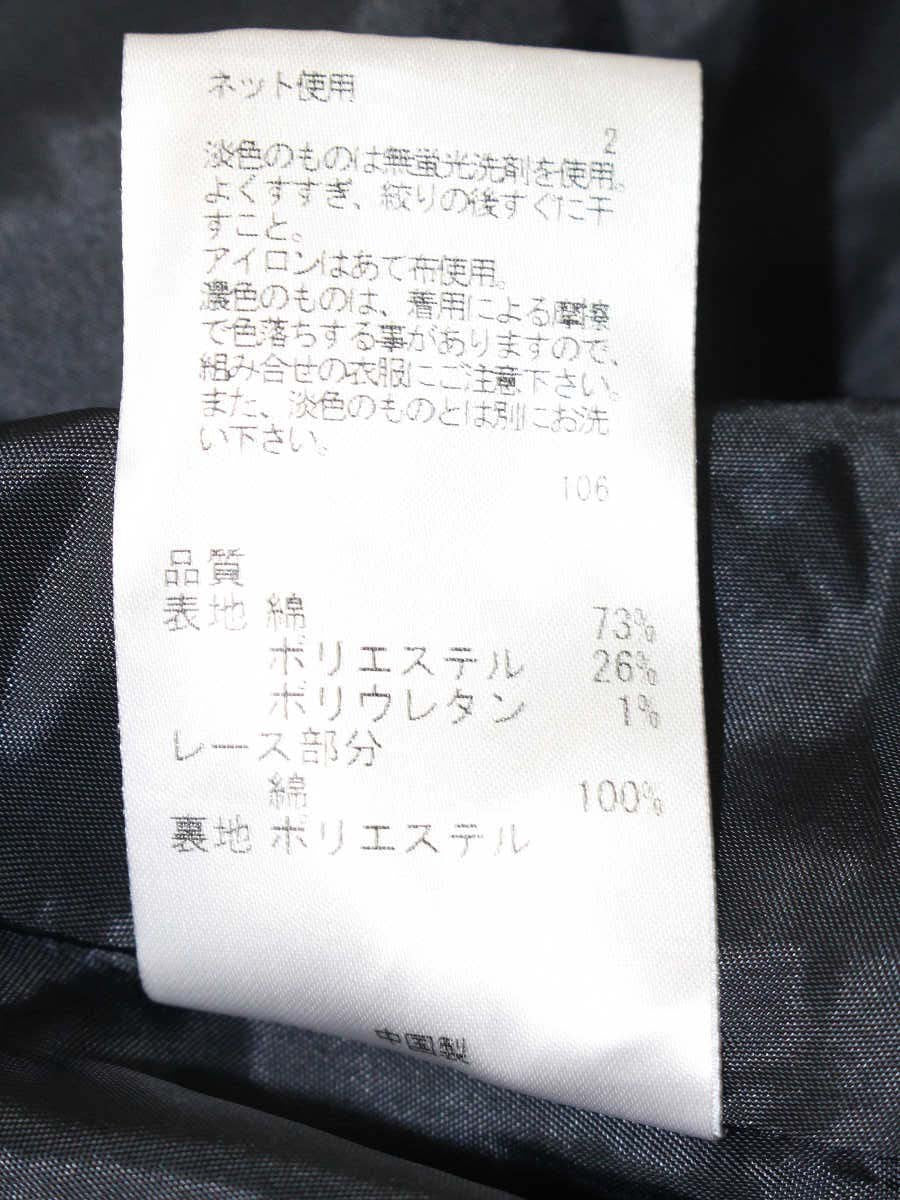 ネット使用
2
淡色のものは無蛍光洗剤を使用。
よくすすぎ、絞りの後すぐに干
すこと。
アイロンはあて布使用。
濃色のものは、着用による摩擦
で色落ちする事がありますので、
組み合せの衣服にご注意下さい。
また、淡色のものとは別にお洗
い下さい。
106
品質
表地 綿 73%
ポリエステル 26%
ポリウレタン 1%
レース部分
綿 100%
裏地 ポリエステル
中国製